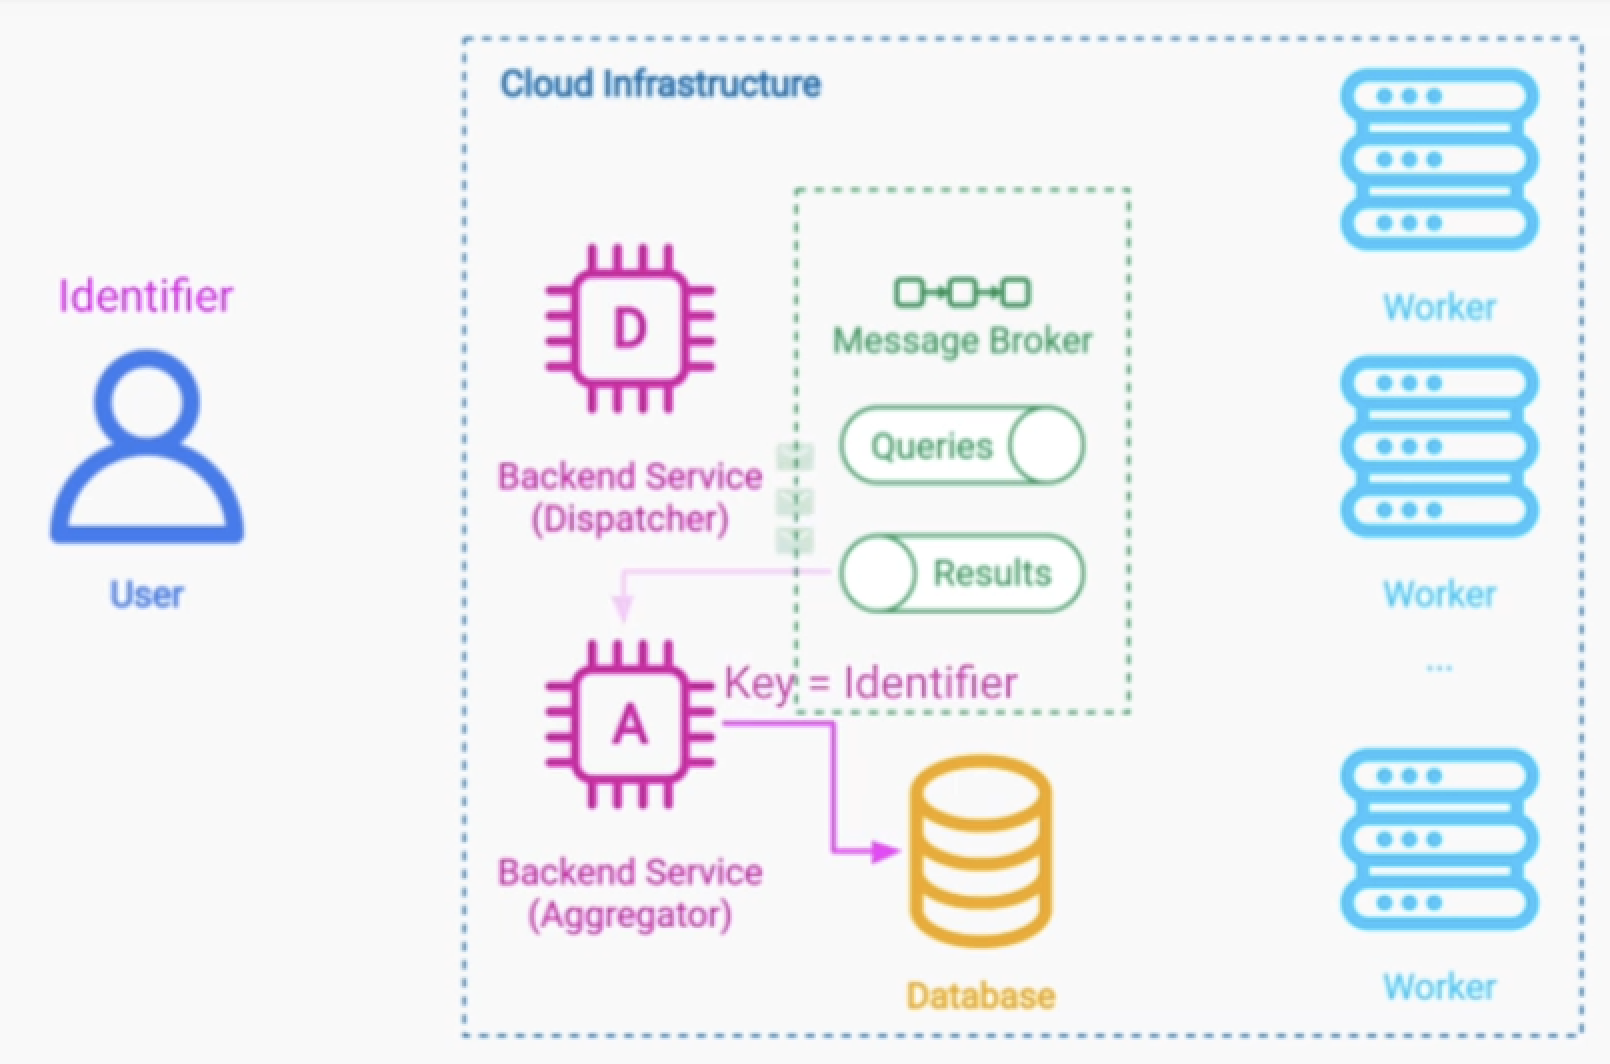 Cloud Infrastructure
Identifier
User
D
Backend Service
(Dispatcher)
Message Broker
Queries
Results
Key = Identifier
A
Backend Service
(Aggregator)
Database
Worker
Worker
...
Worker